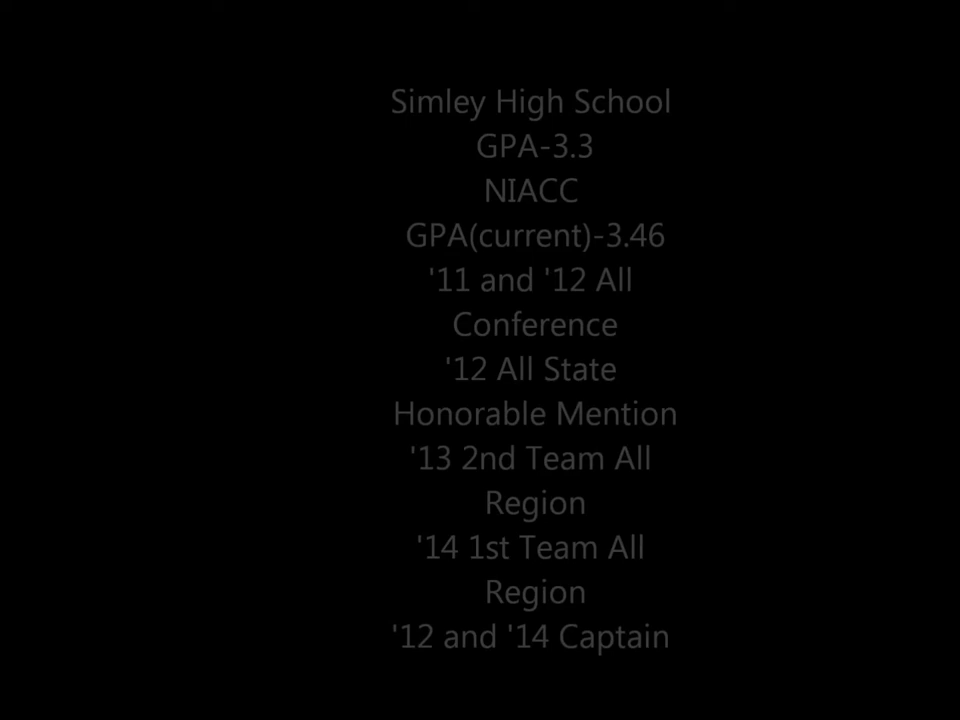 Simley High School
GPA-3.3
NIACC
GPA(current)-3.46
'11 and '12 All
Conference
'12 All State
Honorable Mention
'13 2nd Team All
Region
'14 1st Team All
Region
'12 and '14 Captain